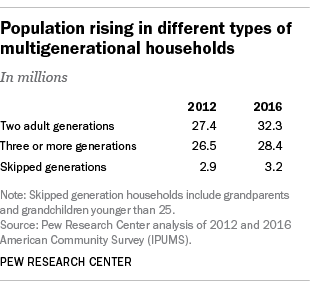 Population rising in different types of
multigenerational households
In millions
2012 2016
Two adult generations 27.4 32.3
Three or more generations 26.5 28.4
Skipped generations 2.9 3.2
Note: Skipped generation households include grandparents
and grandchildren younger than 25.
Source: Pew Research Center analysis of 2012 and 2016
American Community Survey (IPUMS).
PEW RESEARCH CENTER